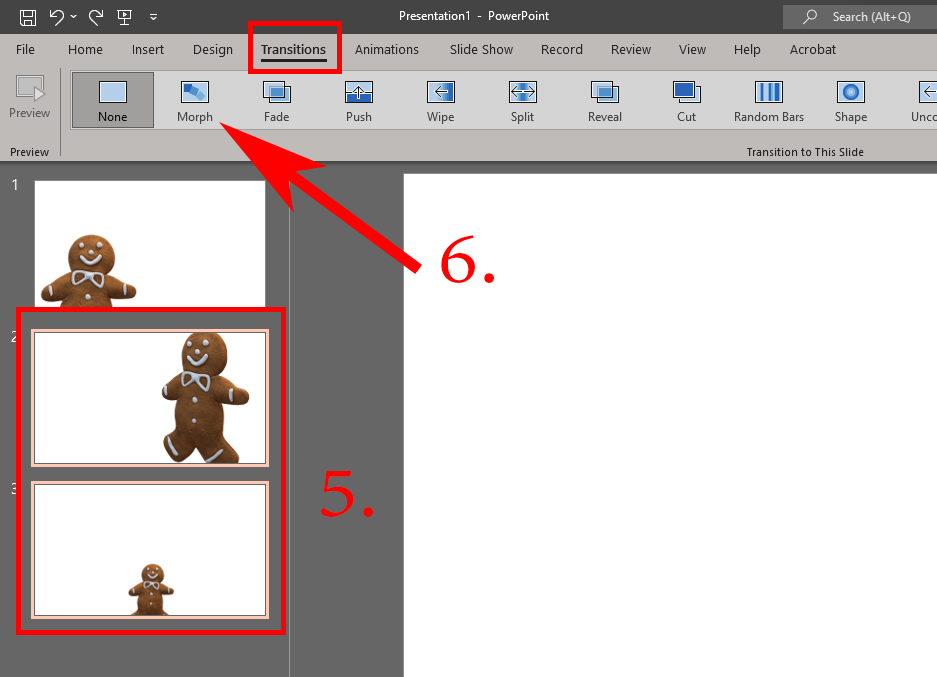 Presentation1 - PowerPoint
Search (Alt+Q)
File Home Insert Design Transitions Animations Slide Show Record Review View Help Acrobat
Preview None Morph Fade Push Wipe Split Reveal Cut Random Bars Shape Unco
Preview Transition to This Slide
1
6.
2
3
5.